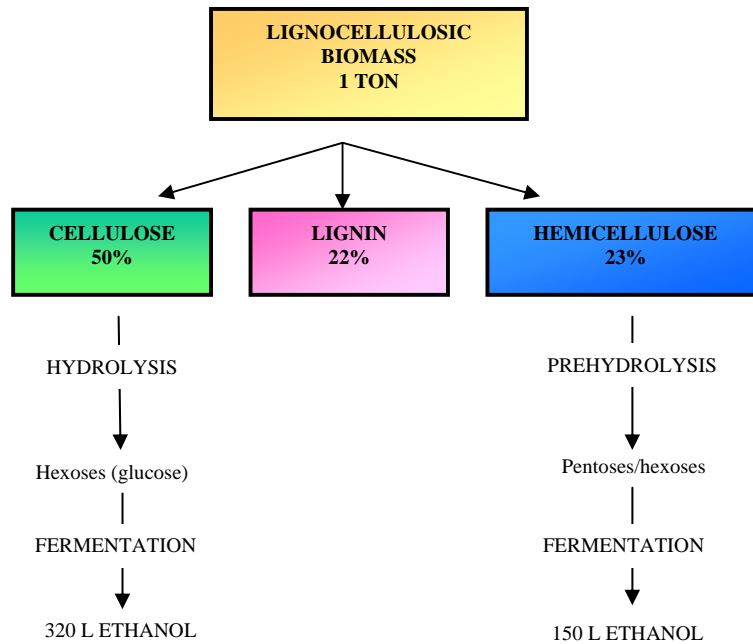 LIGNOCELLULOSIC
BIOMASS
1 TON
CELLULOSE
50%
LIGNIN
22%
HEMICELLULOSE
23%
HYDROLYSIS
PREHYDROLYSIS
Hexoses (glucose)
Pentoses/hexoses
FERMENTATION
FERMENTATION
320 L ETHANOL
150 L ETHANOL